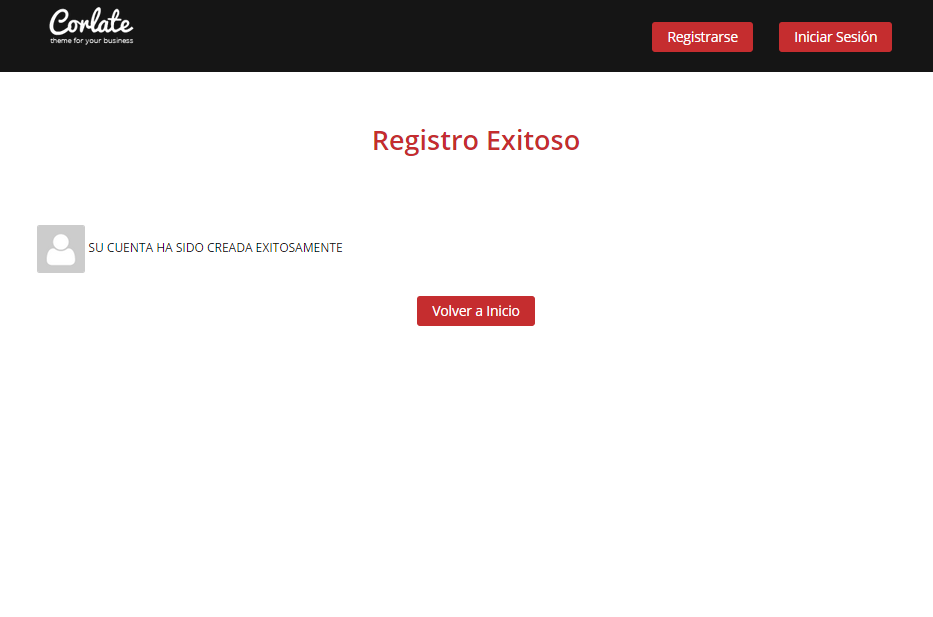 Corlate
theme for your business
Registrarse
Iniciar Sesión
Registro Exitoso
SU CUENTA HA SIDO CREADA EXITOSAMENTE
Volver a Inicio